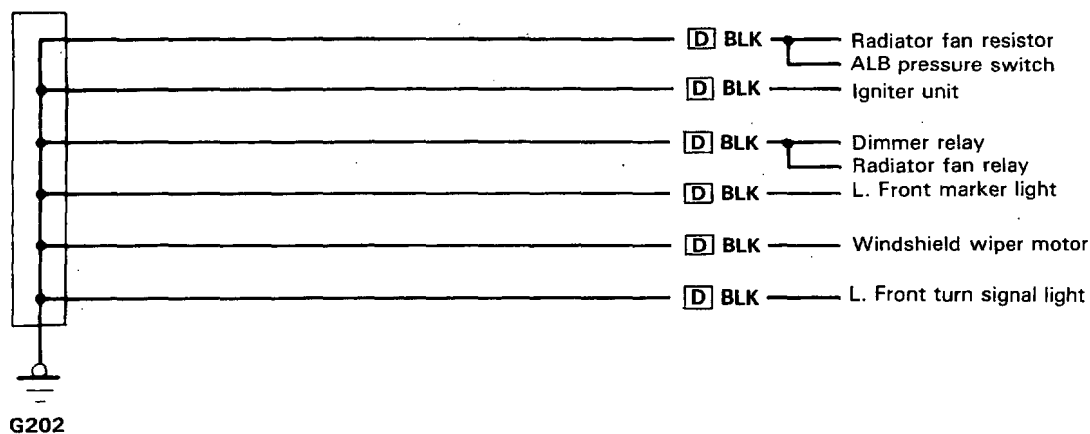 D BLK Radiator fan resistor
ALB pressure switch
D BLK Igniter unit
D BLK Dimmer relay
Radiator fan relay
D BLK L. Front marker light
D BLK Windshield wiper motor
D BLK L. Front turn signal light
G202